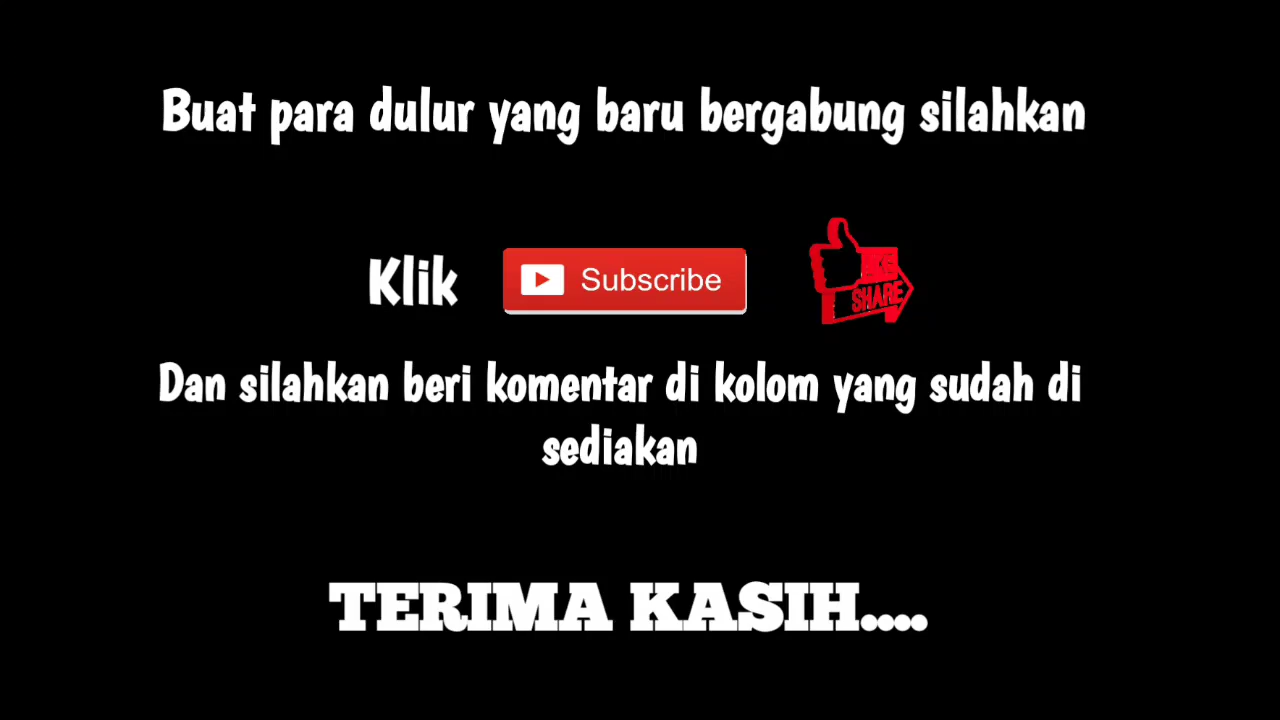 Buat para dulur yang baru bergabung silahkan
Klik Subscribe
LIKE
SHARE
Dan silahkan beri komentar di kolom yang sudah di
sediakan
TERIMA KASIH....